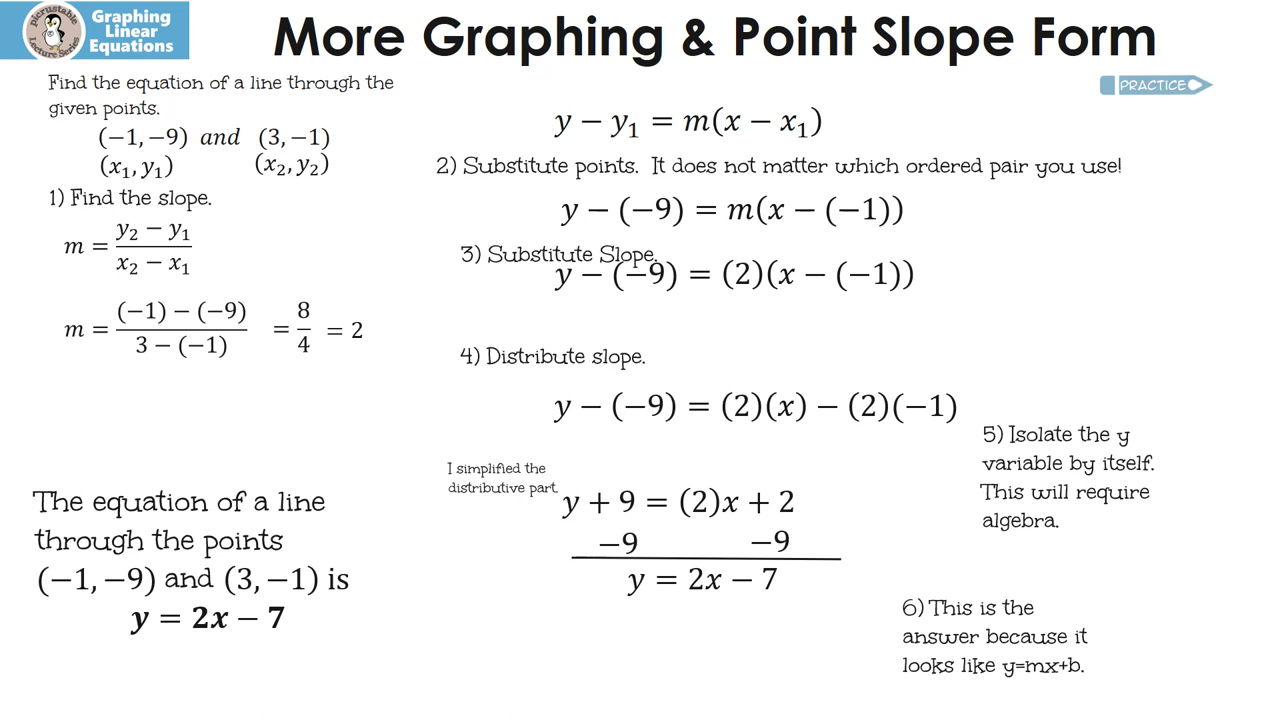 picrustable
Lecture Series
Graphing
Linear
Equations
More Graphing & Point Slope Form
PRACTICE
Find the equation of a line through the
given points.
(−1, −9) and (3, −1)
(x₁, y₁) (x₂, y₂)
1) Find the slope.
m = (y₂ − y₁)/(x₂ − x₁)
m = ((−1) − (−9))/(3 − (−1)) = 8/4 = 2
The equation of a line
through the points
(−1, −9) and (3, −1) is
y = 2x − 7
y − y₁ = m(x − x₁)
2) Substitute points. It does not matter which ordered pair you use!
y − (−9) = m(x − (−1))
3) Substitute Slope.
y − (−9) = (2)(x − (−1))
4) Distribute slope.
y − (−9) = (2)(x) − (2)(−1)
I simplified the
distributive part.
y + 9 = (2)x + 2
−9 −9
y = 2x − 7
5) Isolate the y
variable by itself.
This will require
algebra.
6) This is the
answer because it
looks like y=mx+b.